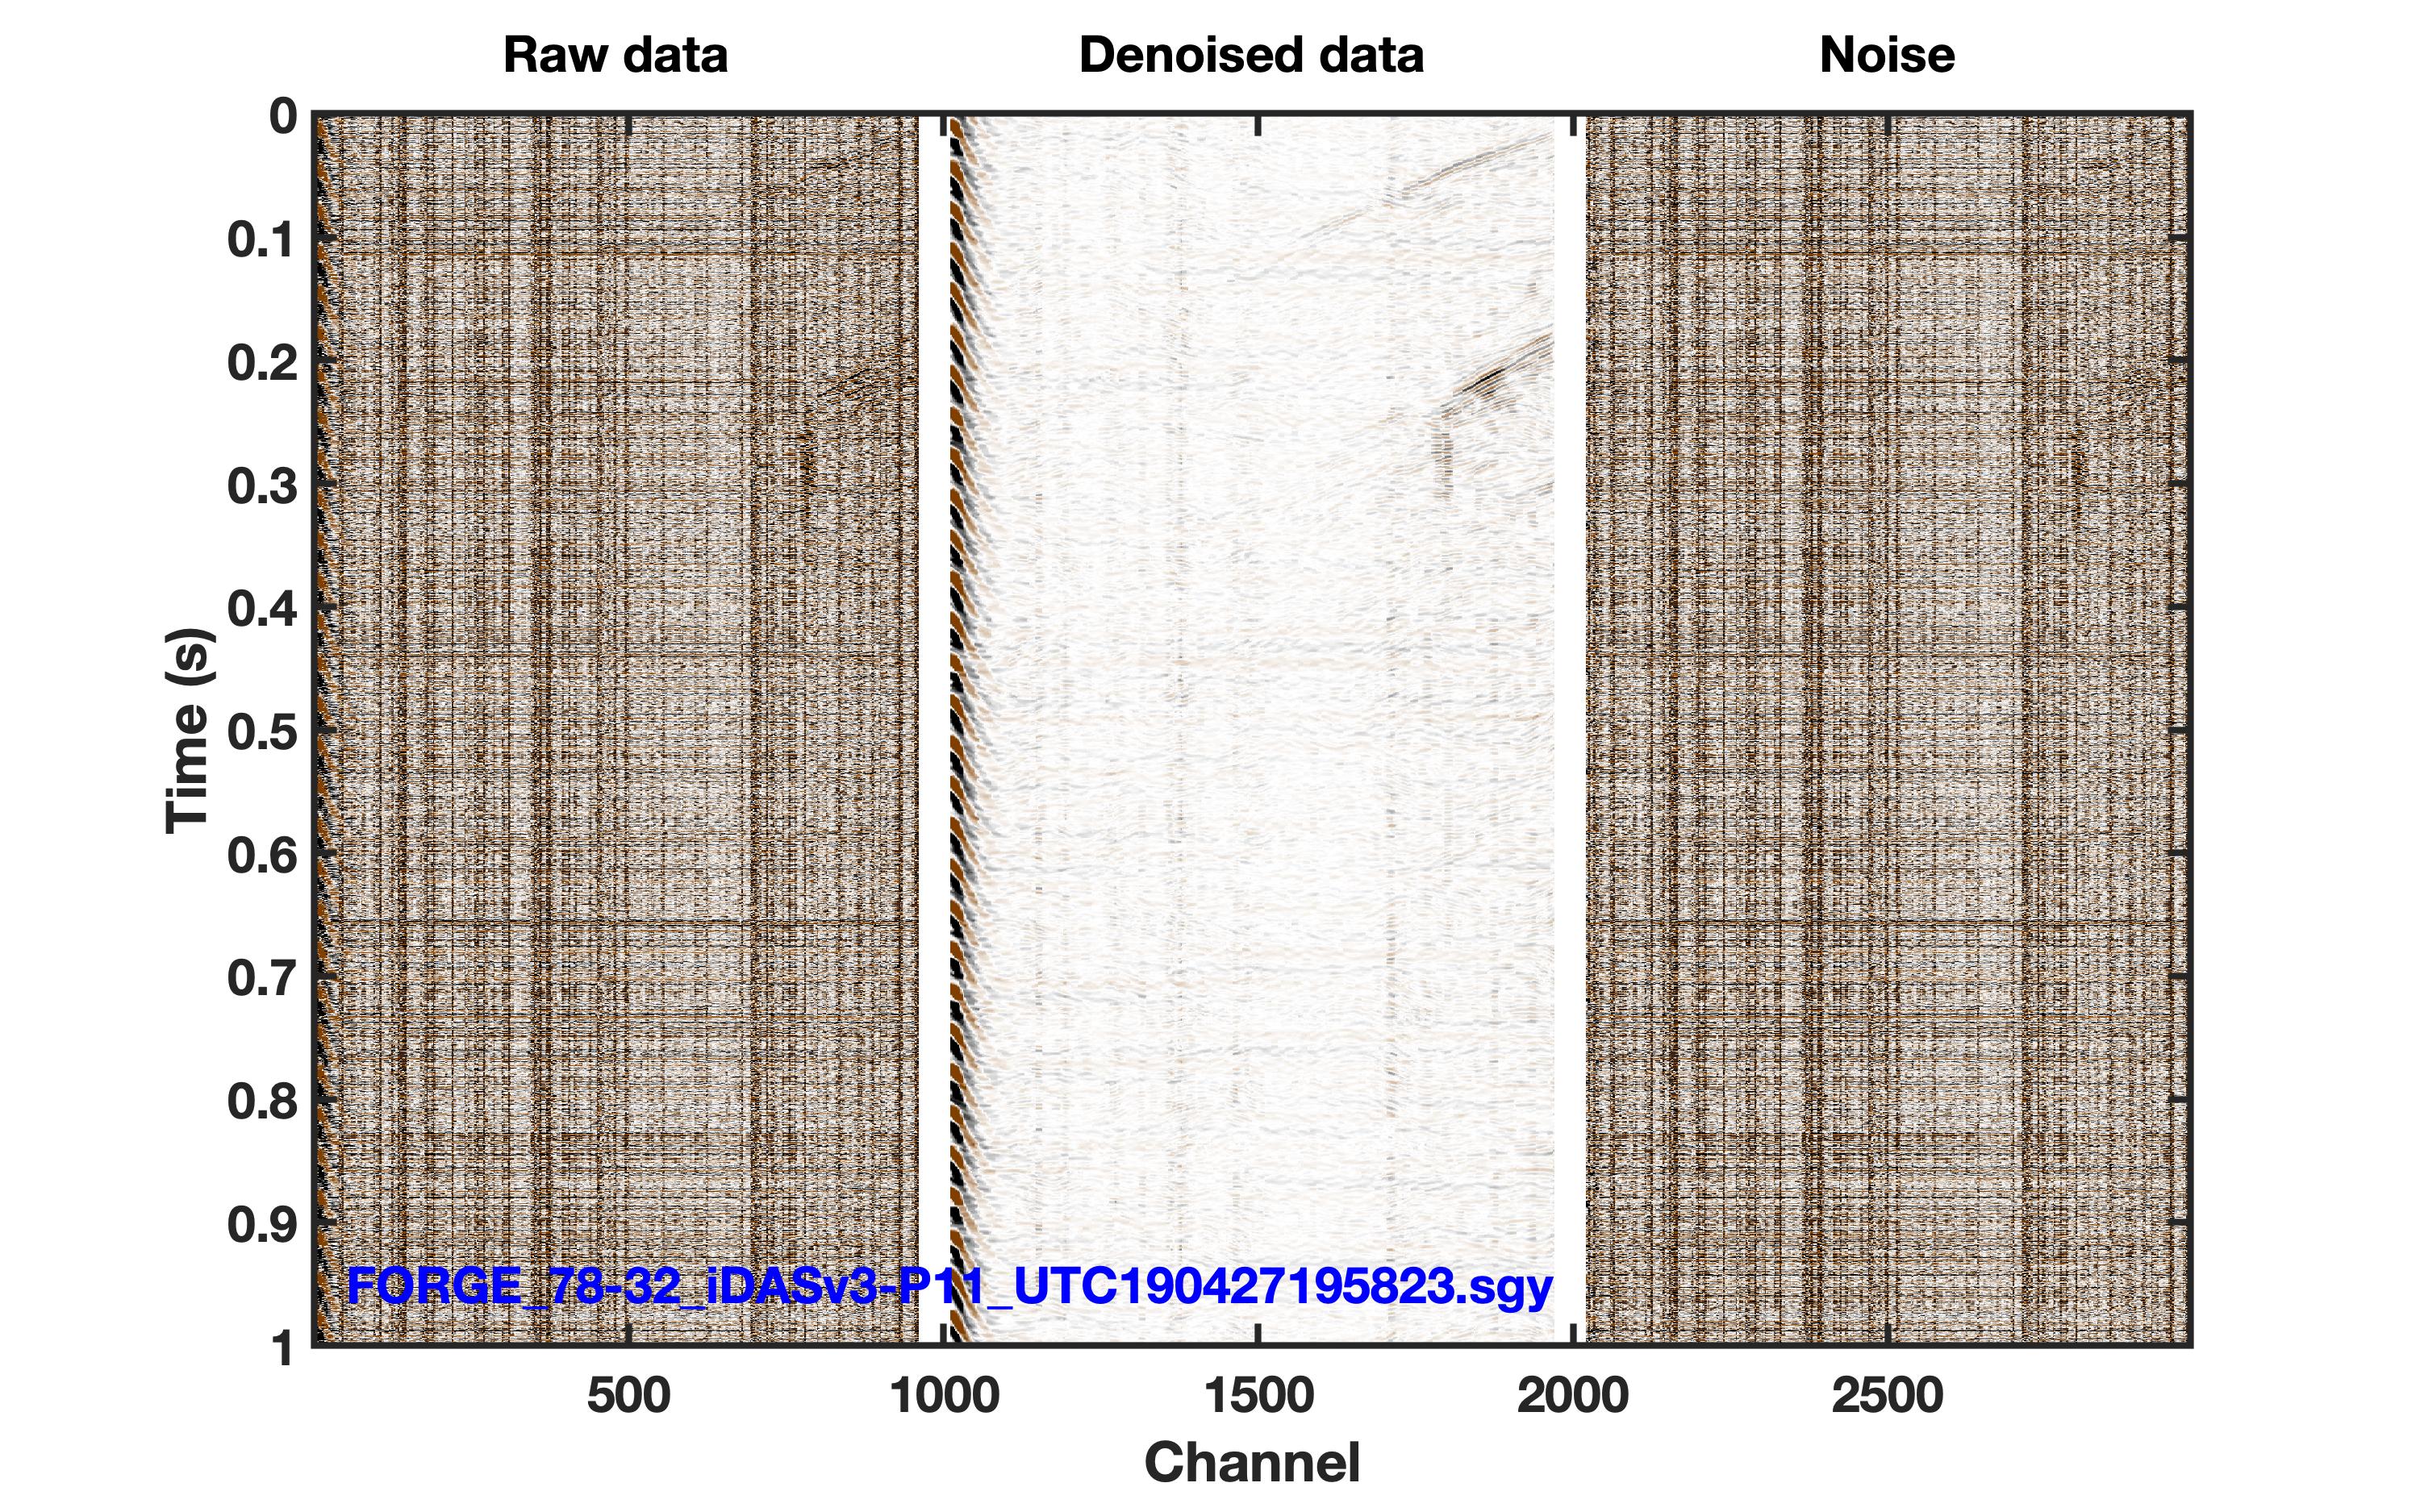 Raw data Denoised data Noise
0
0.1
0.2
0.3
0.4
0.5
0.6
0.7
0.8
0.9
1
Time (s)
FORGE_78-32_iDASv3-P11_UTC190427195823.sgy
500 1000 1500 2000 2500
Channel